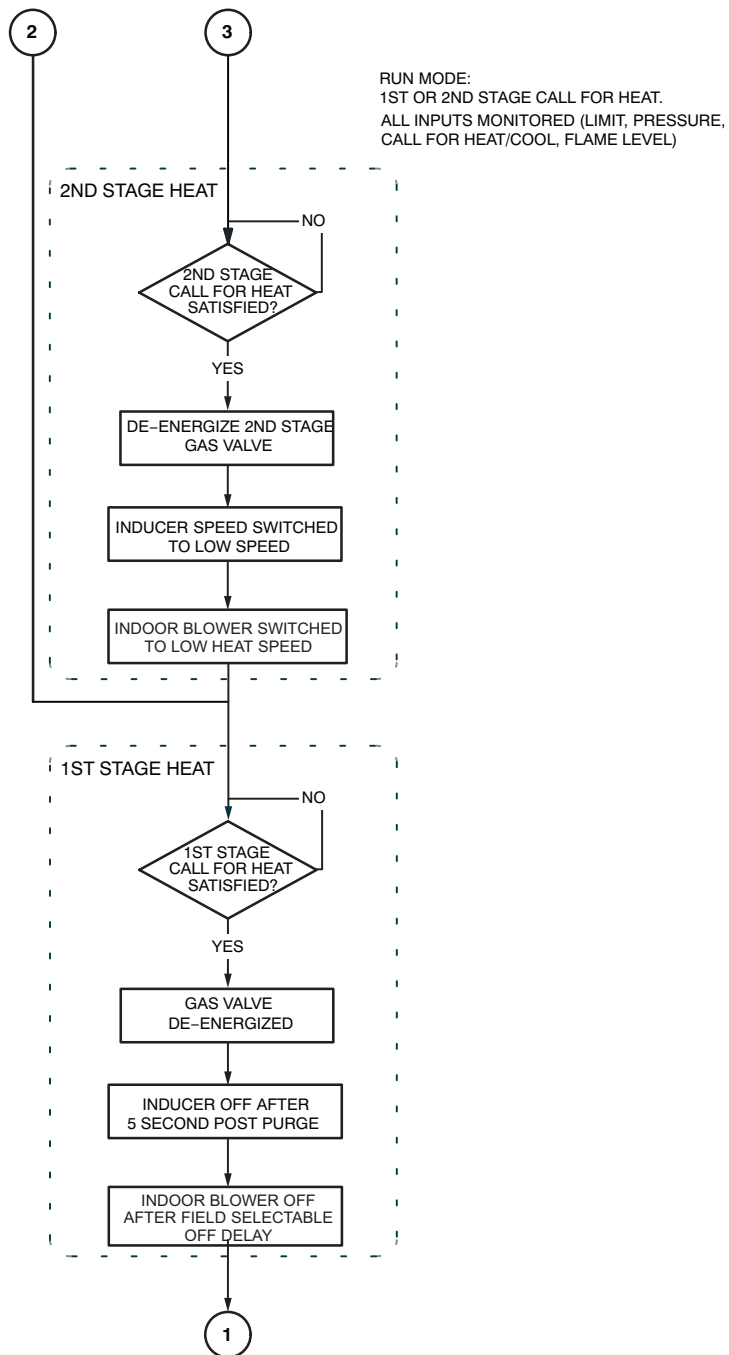 2
3
RUN MODE:
1ST OR 2ND STAGE CALL FOR HEAT.
ALL INPUTS MONITORED (LIMIT, PRESSURE,
CALL FOR HEAT/COOL, FLAME LEVEL)
2ND STAGE HEAT
NO
2ND STAGE
CALL FOR HEAT
SATISFIED?
YES
DE−ENERGIZE 2ND STAGE
GAS VALVE
INDUCER SPEED SWITCHED
TO LOW SPEED
INDOOR BLOWER SWITCHED
TO LOW HEAT SPEED
1ST STAGE HEAT
NO
1ST STAGE
CALL FOR HEAT
SATISFIED?
YES
GAS VALVE
DE−ENERGIZED
INDUCER OFF AFTER
5 SECOND POST PURGE
INDOOR BLOWER OFF
AFTER FIELD SELECTABLE
OFF DELAY
1